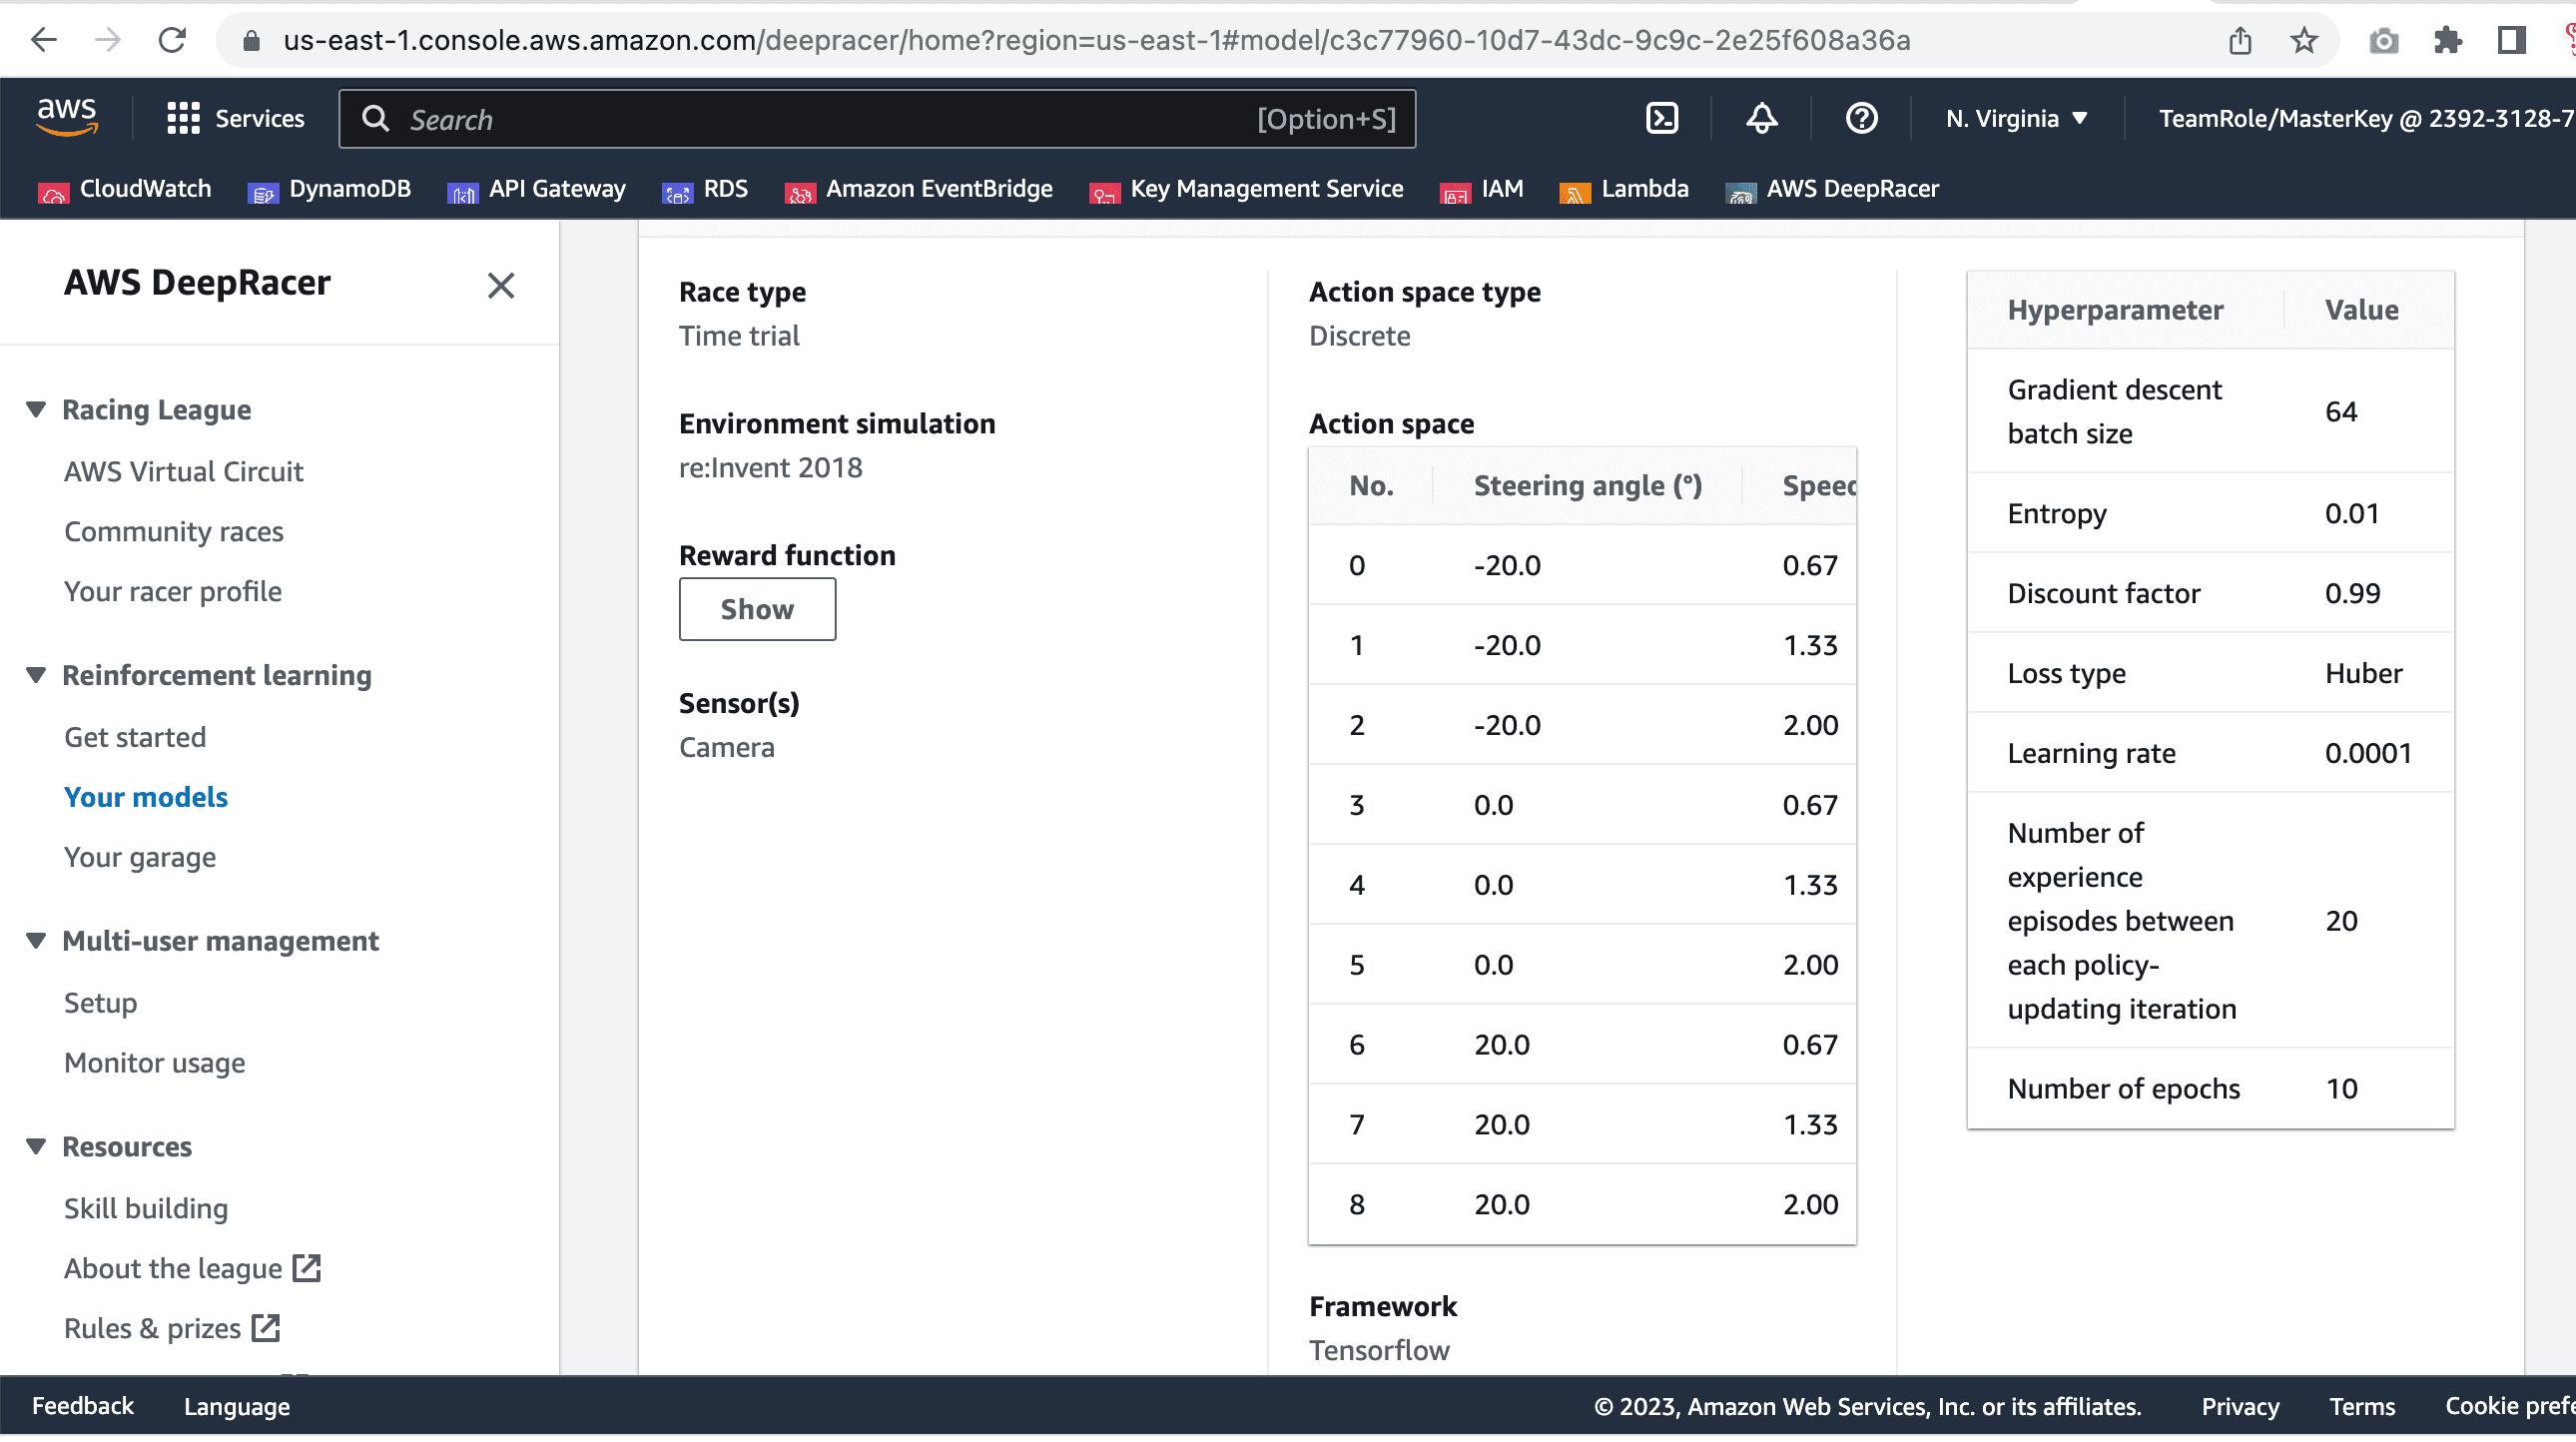 us-east-1.console.aws.amazon.com/deepracer/home?region=us-east-1#model/c3c77960-10d7-43dc-9c9c-2e25f608a36a
aws
Services
Search
[Option+S]
N. Virginia
TeamRole/MasterKey @ 2392-3128-7
CloudWatch
DynamoDB
API Gateway
RDS
Amazon EventBridge
Key Management Service
IAM
Lambda
AWS DeepRacer
AWS DeepRacer
Racing League
AWS Virtual Circuit
Community races
Your racer profile
Reinforcement learning
Get started
Your models
Your garage
Multi-user management
Setup
Monitor usage
Resources
Skill building
About the league
Rules & prizes
Race type
Time trial
Environment simulation
re:Invent 2018
Reward function
Show
Sensor(s)
Camera
Action space type
Discrete
Action space
No. Steering angle (°) Speed
0 -20.0 0.67
1 -20.0 1.33
2 -20.0 2.00
3 0.0 0.67
4 0.0 1.33
5 0.0 2.00
6 20.0 0.67
7 20.0 1.33
8 20.0 2.00
Framework
Tensorflow
Hyperparameter Value
Gradient descent
batch size
64
Entropy 0.01
Discount factor 0.99
Loss type Huber
Learning rate 0.0001
Number of
experience
episodes between
each policy-
updating iteration
20
Number of epochs 10
Feedback
Language
© 2023, Amazon Web Services, Inc. or its affiliates.
Privacy
Terms
Cookie prefe